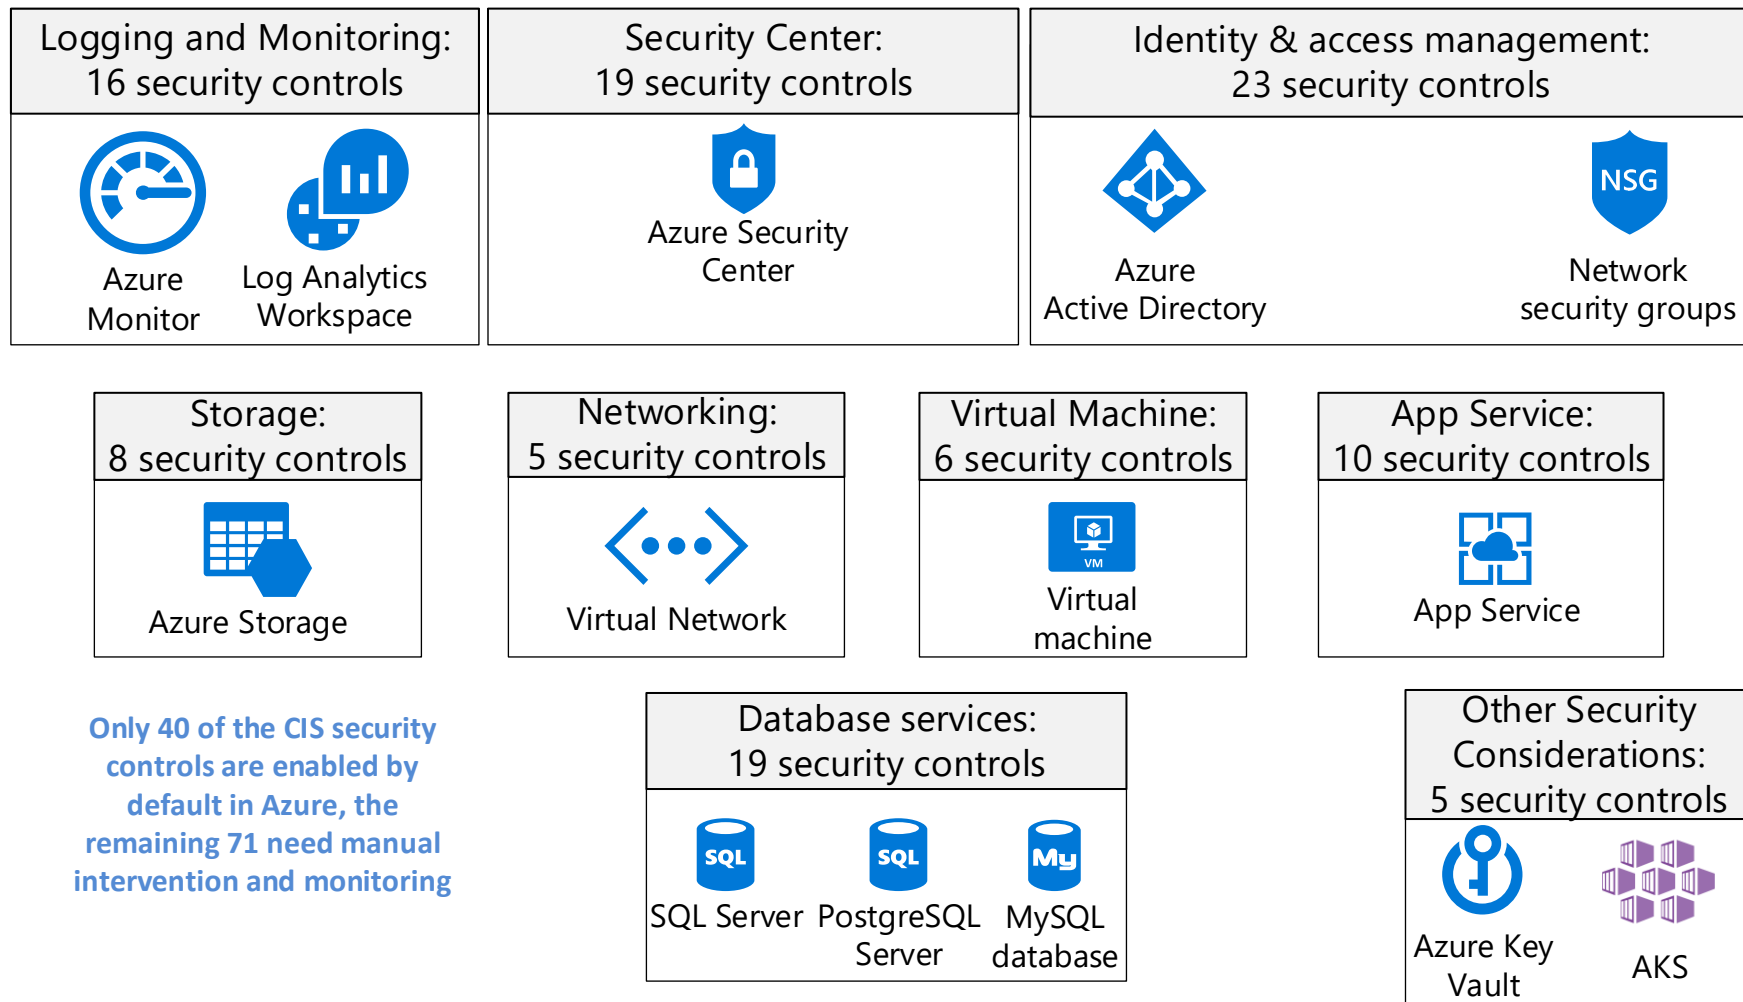 Logging and Monitoring:
16 security controls
Azure
Monitor
Log Analytics
Workspace
Security Center:
19 security controls
Azure Security
Center
Identity & access management:
23 security controls
Azure
Active Directory
NSG
Network
security groups
Storage:
8 security controls
Azure Storage
Networking:
5 security controls
Virtual Network
Virtual Machine:
6 security controls
VM
Virtual
machine
App Service:
10 security controls
App Service
Only 40 of the CIS security
controls are enabled by
default in Azure, the
remaining 71 need manual
intervention and monitoring
Database services:
19 security controls
SQL
SQL Server
SQL
PostgreSQL
Server
My
MySQL
database
Other Security
Considerations:
5 security controls
Azure Key
Vault
AKS